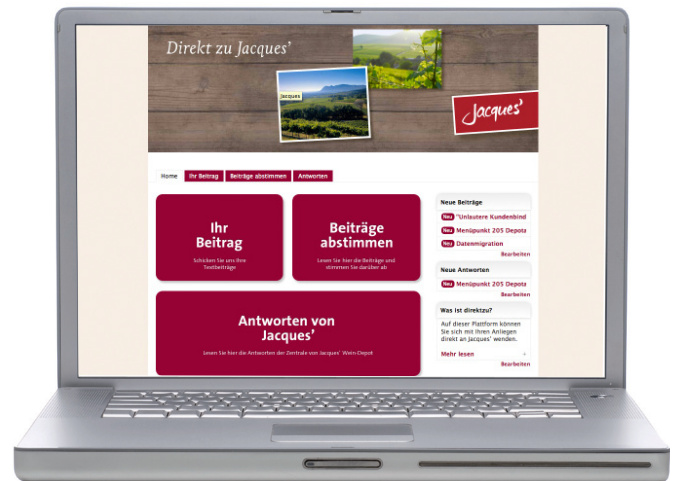 Direkt zu Jacques'
Jacques
Jacques'
Home
Ihr Beitrag
Beiträge abstimmen
Antworten
Ihr
Beitrag
Schicken Sie uns Ihre
Textbeiträge
Beiträge
abstimmen
Lesen Sie hier die Beiträge und
stimmen Sie darüber ab
Antworten von
Jacques'
Lesen Sie hier die Antworten der Zentrale von Jacques' Wein-Depot
Neue Beiträge
Neu "Unlautere Kundenbind
Neu Menüpunkt 205 Depota
Neu Datenmigration
Bearbeiten
Neue Antworten
Neu Menüpunkt 205 Depota
Bearbeiten
Was ist direktzu?
Auf dieser Plattform können
Sie sich mit Ihren Anliegen
direkt an Jacques' wenden.
Mehr lesen
Bearbeiten